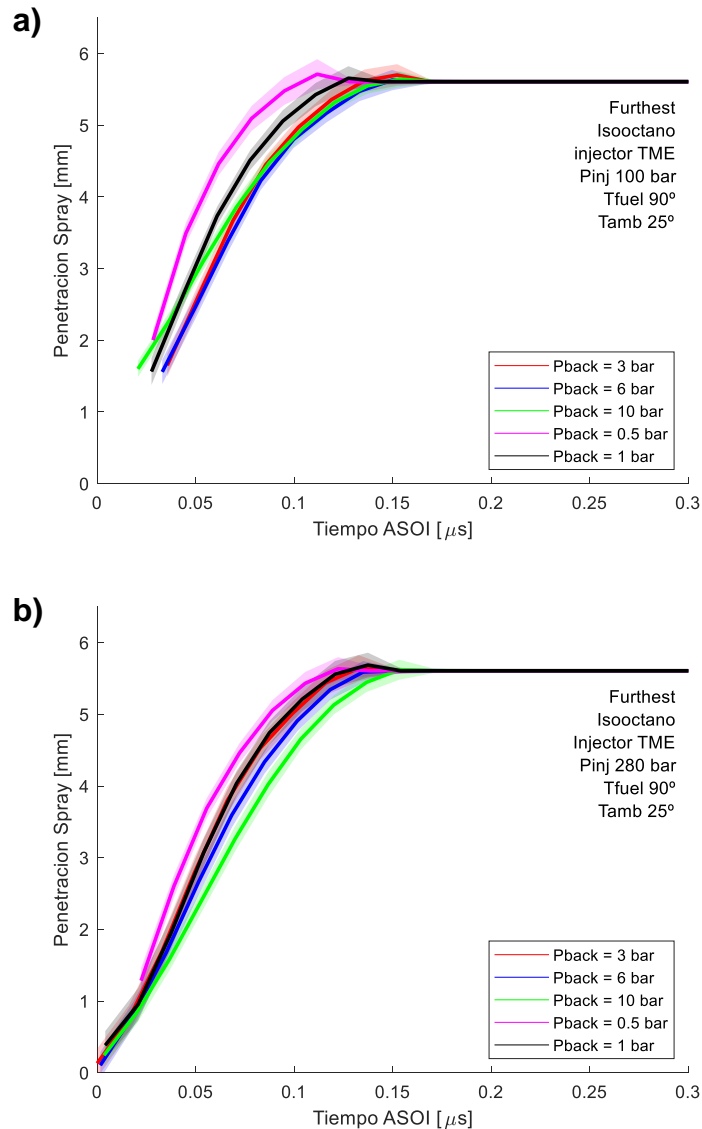 a)
6
5
4
3
2
1
0
Penetracion Spray [mm]
Furthest
Isooctano
injector TME
Pinj 100 bar
Tfuel 90º
Tamb 25º
Pback = 3 bar
Pback = 6 bar
Pback = 10 bar
Pback = 0.5 bar
Pback = 1 bar
0 0.05 0.1 0.15 0.2 0.25 0.3
Tiempo ASOI [ μs]
b)
6
5
4
3
2
1
0
Penetracion Spray [mm]
Furthest
Isooctano
Injector TME
Pinj 280 bar
Tfuel 90º
Tamb 25º
Pback = 3 bar
Pback = 6 bar
Pback = 10 bar
Pback = 0.5 bar
Pback = 1 bar
0 0.05 0.1 0.15 0.2 0.25 0.3
Tiempo ASOI [ μs]